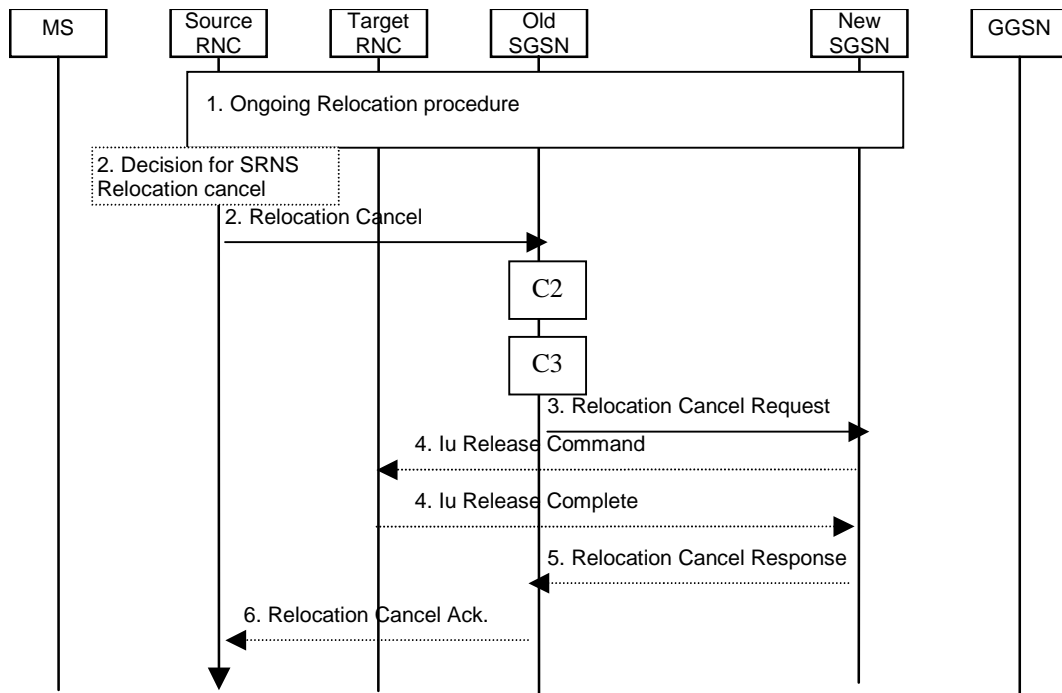 MS
Source
RNC
Target
RNC
Old
SGSN
New
SGSN
GGSN
1. Ongoing Relocation procedure
2. Decision for SRNS
Relocation cancel
2. Relocation Cancel
C2
C3
3. Relocation Cancel Request
4. Iu Release Command
4. Iu Release Complete
5. Relocation Cancel Response
6. Relocation Cancel Ack.